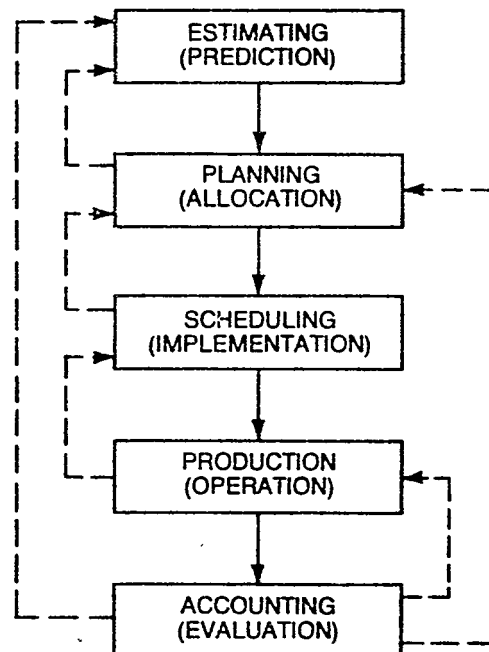 ESTIMATING
(PREDICTION)
PLANNING
(ALLOCATION)
SCHEDULING
(IMPLEMENTATION)
PRODUCTION
(OPERATION)
ACCOUNTING
(EVALUATION)